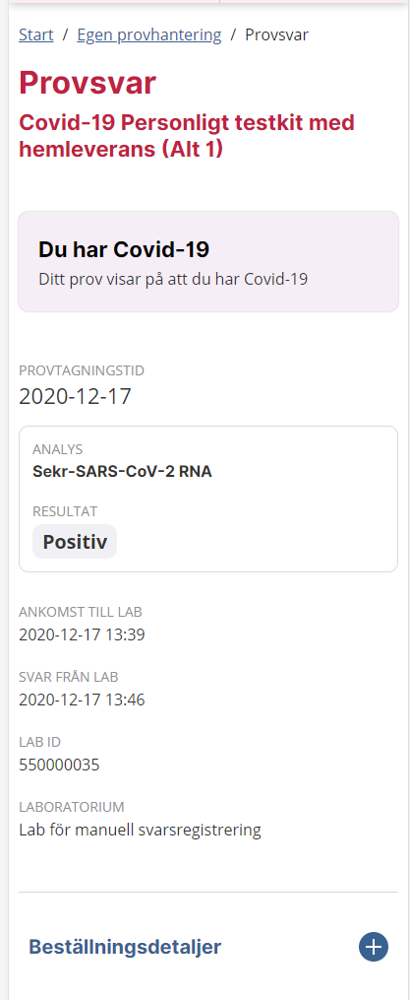 Start / Egen provhantering / Provsvar
Provsvar
Covid-19 Personligt testkit med
hemleverans (Alt 1)
Du har Covid-19
Ditt prov visar på att du har Covid-19
PROVTAGNINGSTID
2020-12-17
ANALYS
Sekr-SARS-CoV-2 RNA
RESULTAT
Positiv
ANKOMST TILL LAB
2020-12-17 13:39
SVAR FRÅN LAB
2020-12-17 13:46
LAB ID
550000035
LABORATORIUM
Lab för manuell svarsregistrering
Beställningsdetaljer